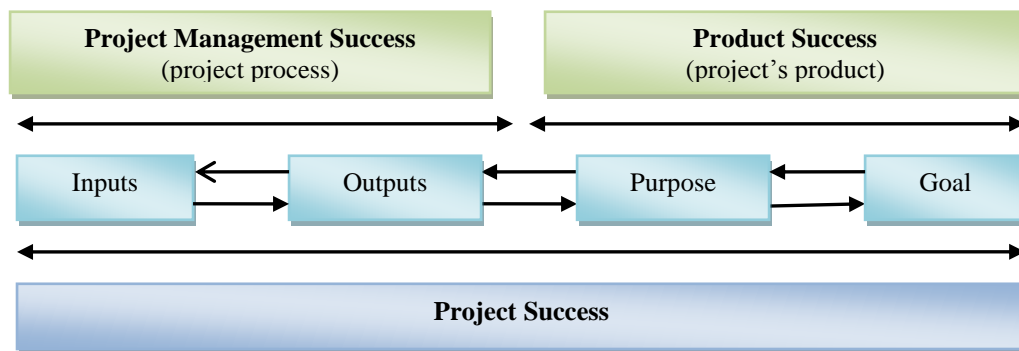 Project Management Success
(project process)
Product Success
(project's product)
Inputs
Outputs
Purpose
Goal
Project Success